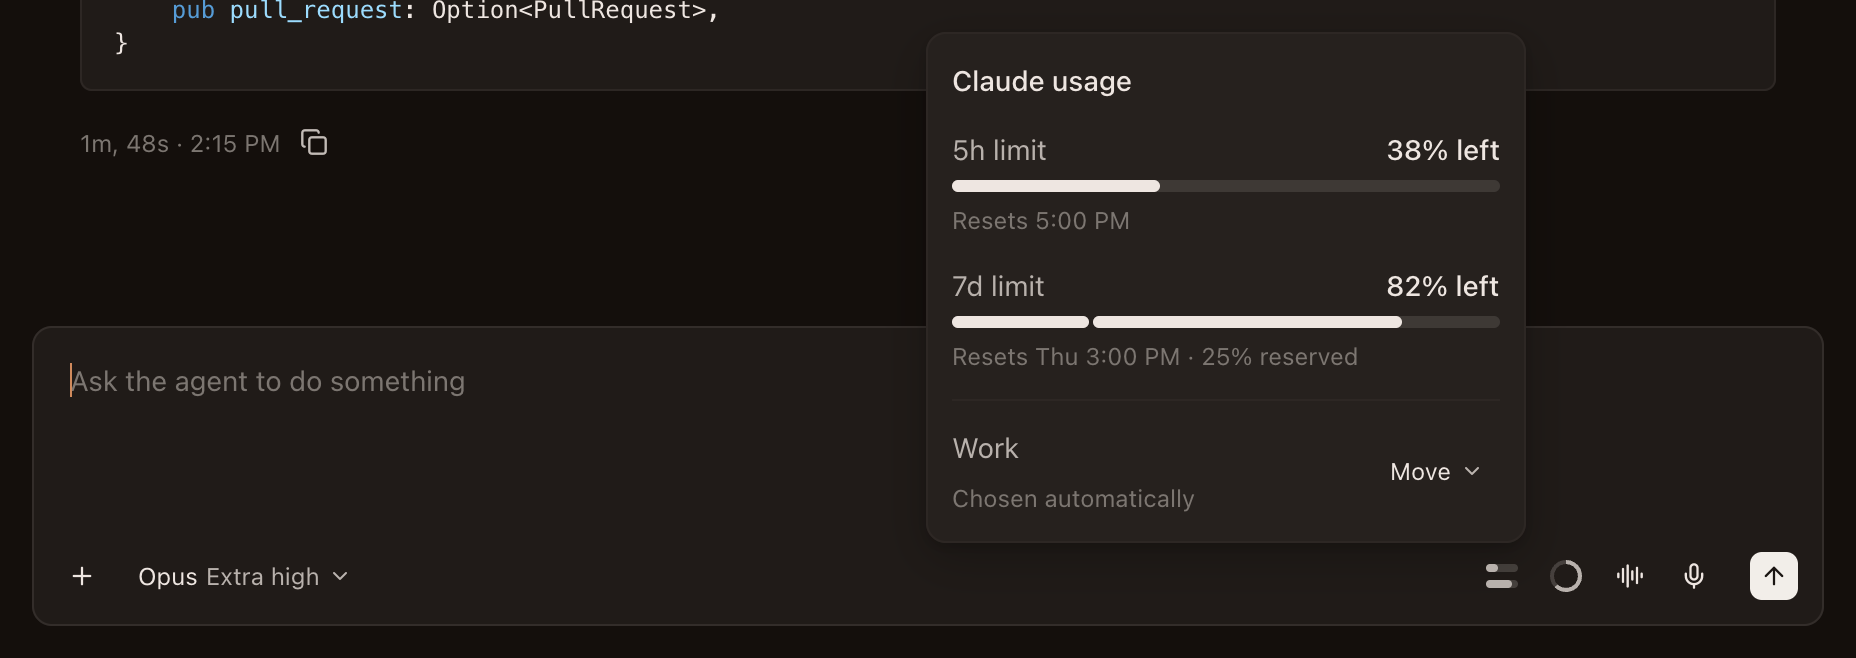 pub pull_request: Option<PullRequest>,
}
1m, 48s · 2:15 PM
Claude usage
5h limit 38% left
Resets 5:00 PM
7d limit 82% left
Resets Thu 3:00 PM · 25% reserved
Work
Move
Chosen automatically
Ask the agent to do something
Opus Extra high